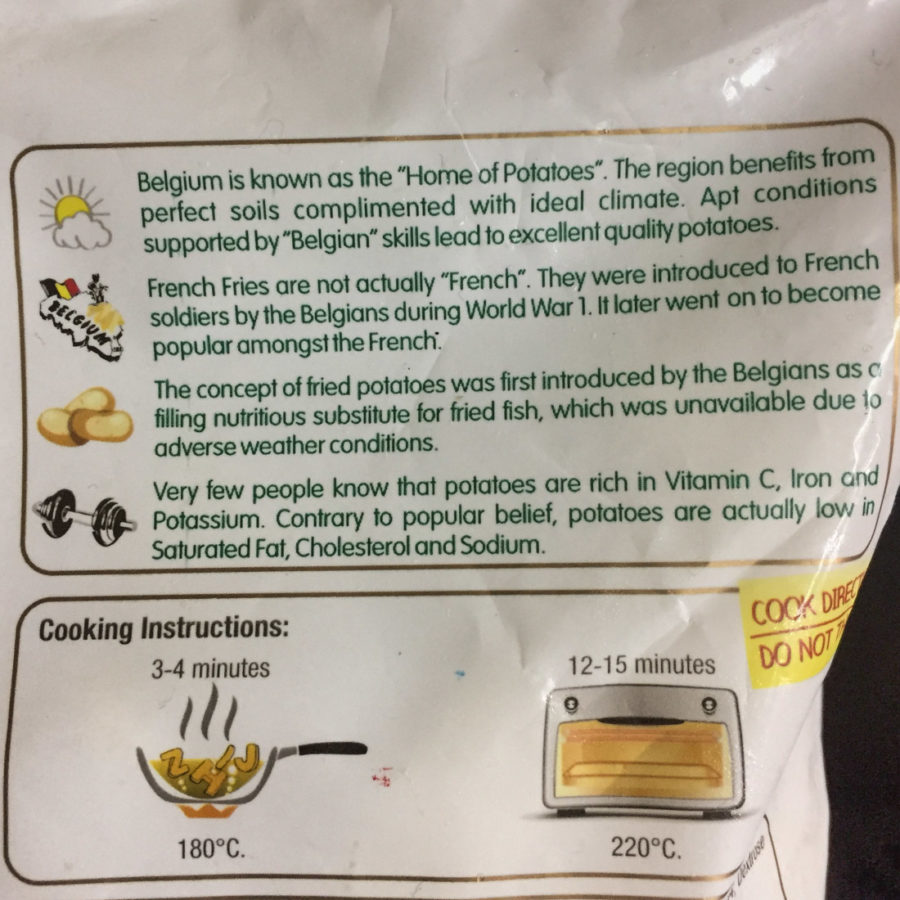 Belgium is known as the "Home of Potatoes". The region benefits from
perfect soils complimented with ideal climate. Apt conditions
supported by "Belgian" skills lead to excellent quality potatoes.
BELGIUM
French Fries are not actually "French". They were introduced to French
soldiers by the Belgians during World War 1. It later went on to become
popular amongst the French.
The concept of fried potatoes was first introduced by the Belgians as a
filling nutritious substitute for fried fish, which was unavailable due to
adverse weather conditions.
Very few people know that potatoes are rich in Vitamin C, Iron and
Potassium. Contrary to popular belief, potatoes are actually low in
Saturated Fat, Cholesterol and Sodium.
COOK
DO NOT
Cooking Instructions:
3-4 minutes
12-15 minutes
180°C.
220°C.
Dextrose